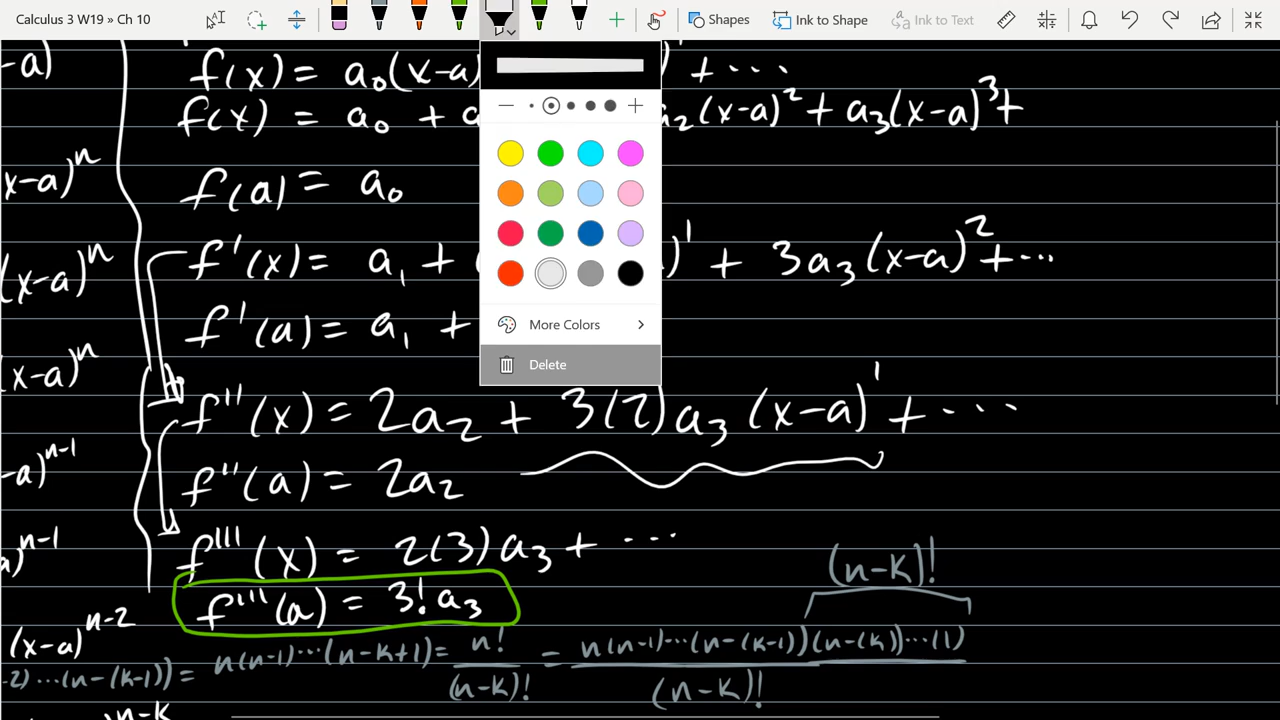 Calculus 3 W19 » Ch 10
Shapes
Ink to Shape
Ink to Text
-a)
f(x) = a₀(x-a) + ...
f(x) = a₀ + a ₂(x-a)² + a₃(x-a)³ +
(x-a)ⁿ
f(a) = a₀
(x-a)ⁿ
f'(x) = a₁ + )' + 3a₃(x-a)² + ...
f'(a) = a₁ +
More Colors
Delete
(x-a)ⁿ
f''(x) = 2a₂ + 3(2)a₃(x-a)¹ + ...
-a)ⁿ⁻¹
f''(a) = 2a₂
)ⁿ⁻¹
f'''(x) = 2(3)a₃ + ...
(n-k)!
f'''(a) = 3! a₃
(x-a)ⁿ⁻²
-2)...(n-(k-1)) = n(n-1)...(n-k+1) = n!/(n-k)! = n(n-1)...(n-(k-1))(n-(k))...(1)/(n-k)!
n-k